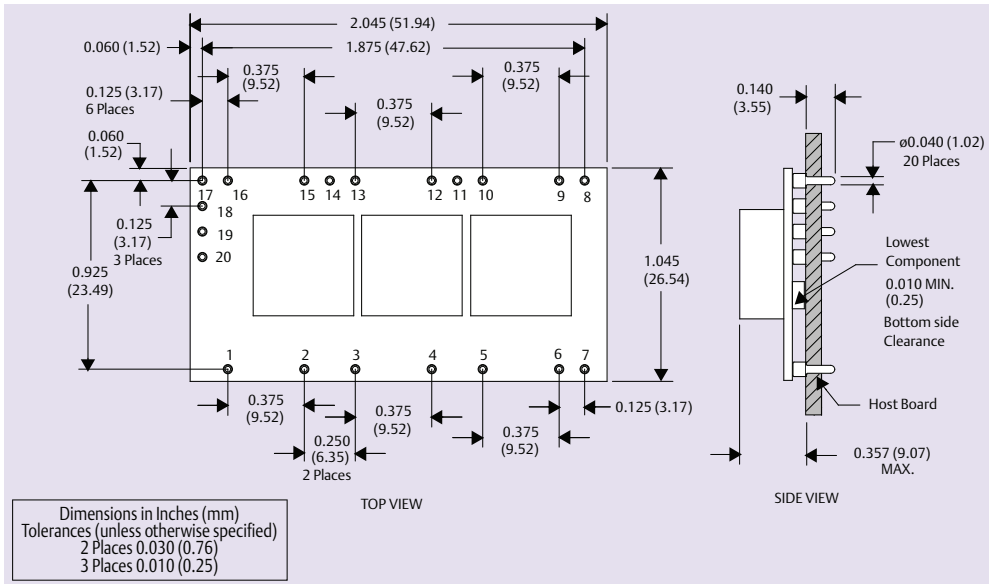 2.045 (51.94)
0.060 (1.52)
1.875 (47.62)
0.375
(9.52)
0.375
(9.52)
0.125 (3.17)
6 Places
0.375
(9.52)
0.060
(1.52)
17
16
15
14
13
12
11
10
9
8
18
19
20
0.125
(3.17)
3 Places
0.925
(23.49)
1.045
(26.54)
1
2
3
4
5
6
7
0.375
(9.52)
0.375
(9.52)
0.125 (3.17)
0.250
(6.35)
2 Places
0.375
(9.52)
TOP VIEW
0.140
(3.55)
ø0.040 (1.02)
20 Places
Lowest
Component
0.010 MIN.
(0.25)
Bottom side
Clearance
Host Board
0.357 (9.07)
MAX.
SIDE VIEW
Dimensions in Inches (mm)
Tolerances (unless otherwise specified)
2 Places 0.030 (0.76)
3 Places 0.010 (0.25)